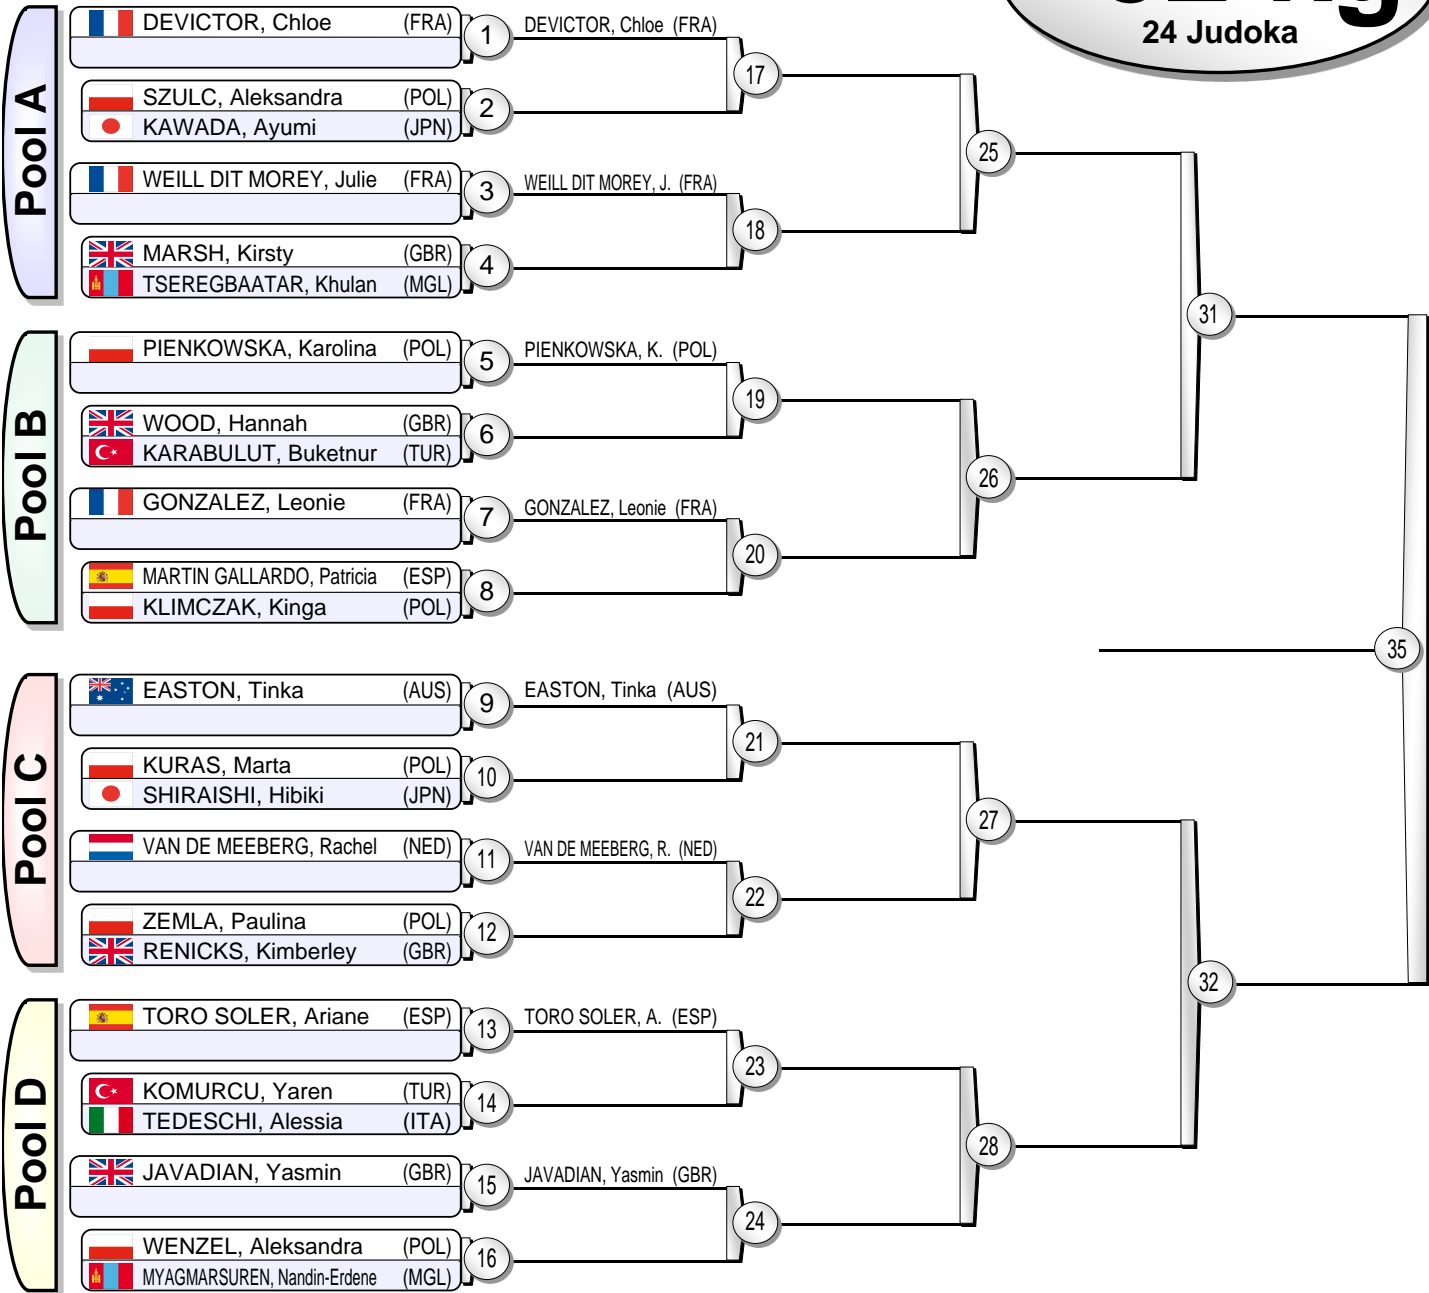 24 Judoka
Pool A
DEVICTOR, Chloe (FRA)
1
DEVICTOR, Chloe (FRA)
17
SZULC, Aleksandra (POL)
KAWADA, Ayumi (JPN)
2
25
WEILL DIT MOREY, Julie (FRA)
3
WEILL DIT MOREY, J. (FRA)
18
MARSH, Kirsty (GBR)
TSEREGBAATAR, Khulan (MGL)
4
31
Pool B
PIENKOWSKA, Karolina (POL)
5
PIENKOWSKA, K. (POL)
19
WOOD, Hannah (GBR)
KARABULUT, Buketnur (TUR)
6
26
GONZALEZ, Leonie (FRA)
7
GONZALEZ, Leonie (FRA)
20
MARTIN GALLARDO, Patricia (ESP)
KLIMCZAK, Kinga (POL)
8
35
Pool C
EASTON, Tinka (AUS)
9
EASTON, Tinka (AUS)
21
KURAS, Marta (POL)
SHIRAISHI, Hibiki (JPN)
10
27
VAN DE MEEBERG, Rachel (NED)
11
VAN DE MEEBERG, R. (NED)
22
ZEMLA, Paulina (POL)
RENICKS, Kimberley (GBR)
12
32
Pool D
TORO SOLER, Ariane (ESP)
13
TORO SOLER, A. (ESP)
23
KOMURCU, Yaren (TUR)
TEDESCHI, Alessia (ITA)
14
28
JAVADIAN, Yasmin (GBR)
15
JAVADIAN, Yasmin (GBR)
24
WENZEL, Aleksandra (POL)
MYAGMARSUREN, Nandin-Erdene (MGL)
16